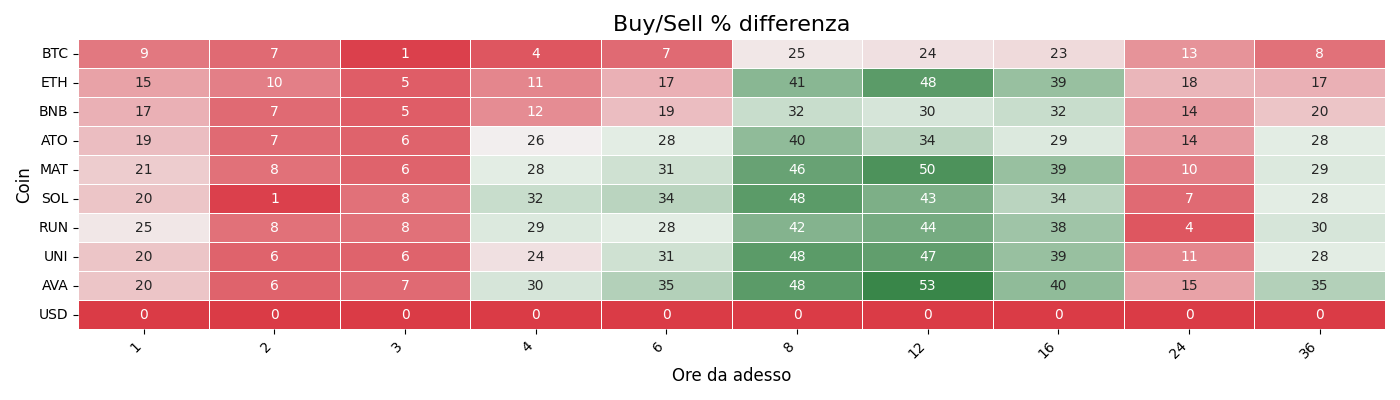 Buy/Sell % differenza
Coin
BTC 9 7 1 4 7 25 24 23 13 8
ETH 15 10 5 11 17 41 48 39 18 17
BNB 17 7 5 12 19 32 30 32 14 20
ATO 19 7 6 26 28 40 34 29 14 28
MAT 21 8 6 28 31 46 50 39 10 29
SOL 20 1 8 32 34 48 43 34 7 28
RUN 25 8 8 29 28 42 44 38 4 30
UNI 20 6 6 24 31 48 47 39 11 28
AVA 20 6 7 30 35 48 53 40 15 35
USD 0 0 0 0 0 0 0 0 0 0
1 2 3 4 6 8 12 16 24 36
Ore da adesso